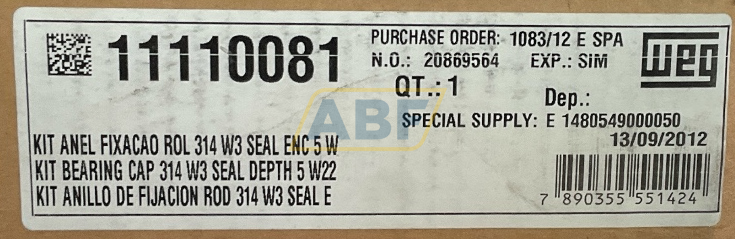 11110081
PURCHASE ORDER: 1083/12 E SPA
N.O.: 20869564 EXP.: SIM
WEG
QT.: 1
Dep.:
ABF
SPECIAL SUPPLY: E 1480549000050
13/09/2012
KIT ANEL FIXACAO ROL 314 W3 SEAL ENC 5 W
KIT BEARING CAP 314 W3 SEAL DEPTH 5 W22
KIT ANILLO DE FIJACION ROD 314 W3 SEAL E
7 890355 551424